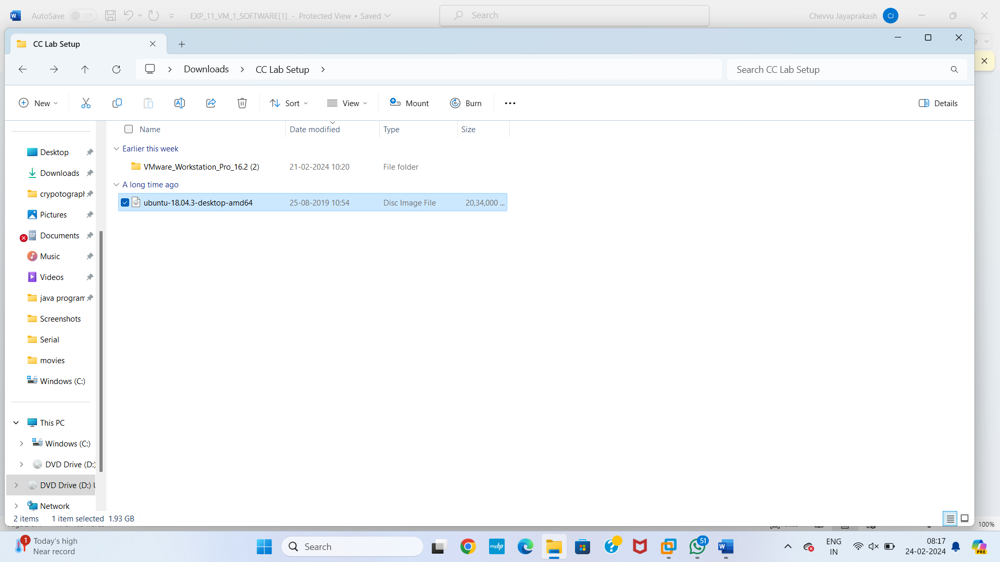 AutoSave Off EXP_11_VM_1_SOFTWARE[1] - Protected View • Saved Search Chevvu Jayaprakash CJ
CC Lab Setup
Downloads CC Lab Setup Search CC Lab Setup
New Sort View Mount Burn Details
Name Date modified Type Size
Earlier this week
VMware_Workstation_Pro_16.2 (2) 21-02-2024 10:20 File folder
A long time ago
ubuntu-18.04.3-desktop-amd64 25-08-2019 10:54 Disc Image File 20,34,000 ...
Desktop
Downloads
crypotograph
Pictures
Documents
Music
Videos
java program
Screenshots
Serial
movies
Windows (C:)
This PC
Windows (C:)
DVD Drive (D:)
DVD Drive (D:) U
Network
2 items 1 item selected 1.93 GB
100%
1 Today's high
Near record
Search
myhp
51
PRE
ENG
IN
08:17
24-02-2024